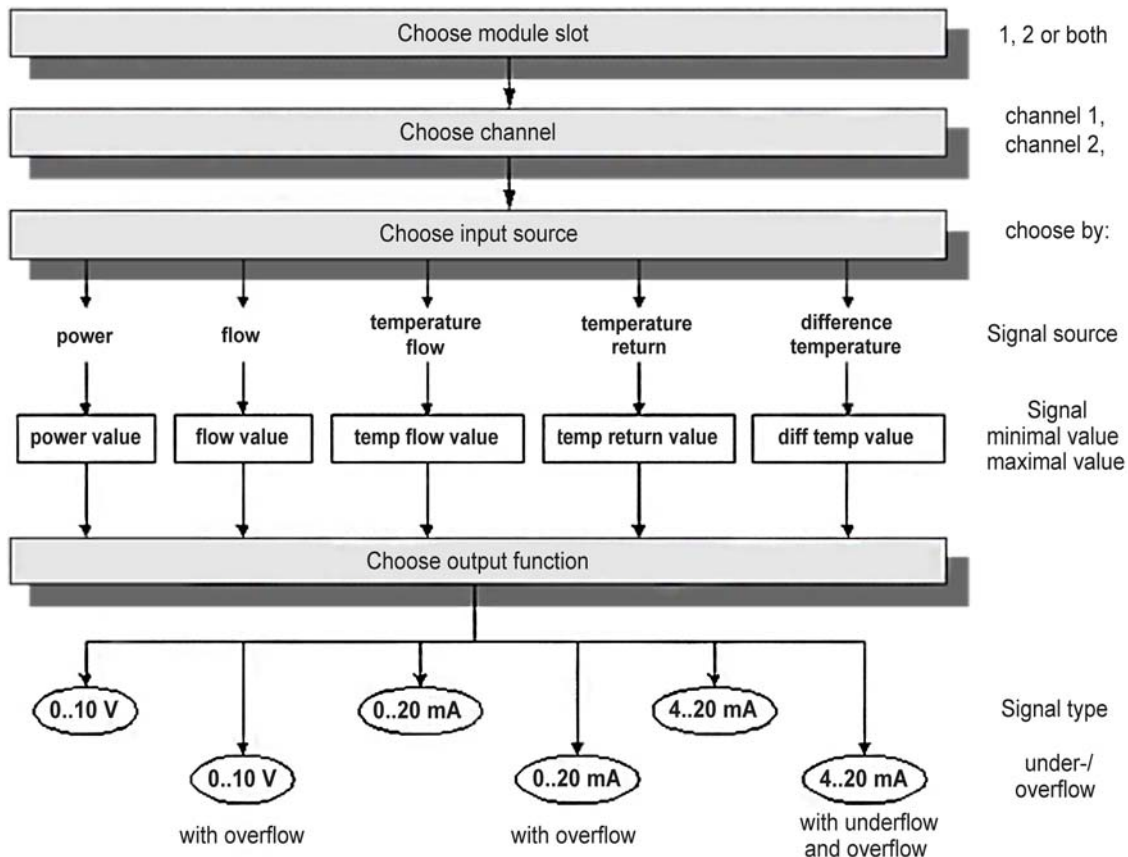 Choose module slot
1, 2 or both
Choose channel
channel 1,
channel 2,
Choose input source
choose by:
power
flow
temperature
flow
temperature
return
difference
temperature
Signal source
power value
flow value
temp flow value
temp return value
diff temp value
Signal
minimal value
maximal value
Choose output function
0..10 V
0..20 mA
4..20 mA
Signal type
0..10 V
0..20 mA
4..20 mA
under-/
overflow
with overflow
with overflow
with underflow
and overflow